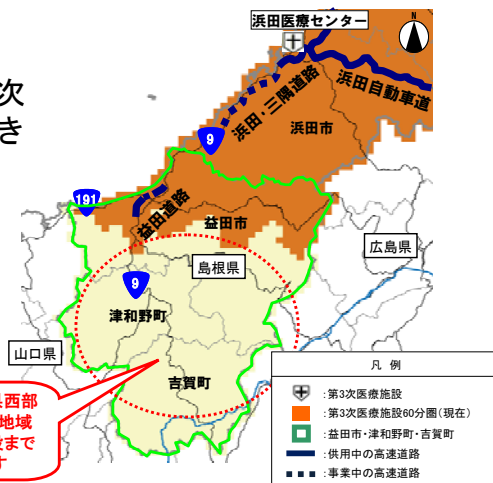 次
き
浜田医療センター
N
浜田自動車道
浜田・三隅道路
浜田市
9
191
益田道路
益田市
広島県
島根県
9
津和野町
山口県
吉賀町
県西部
地域
まで
す
凡 例
:第3次医療施設
:第3次医療施設60分圏(現在)
:益田市・津和野町・吉賀町
:供用中の高速道路
:事業中の高速道路